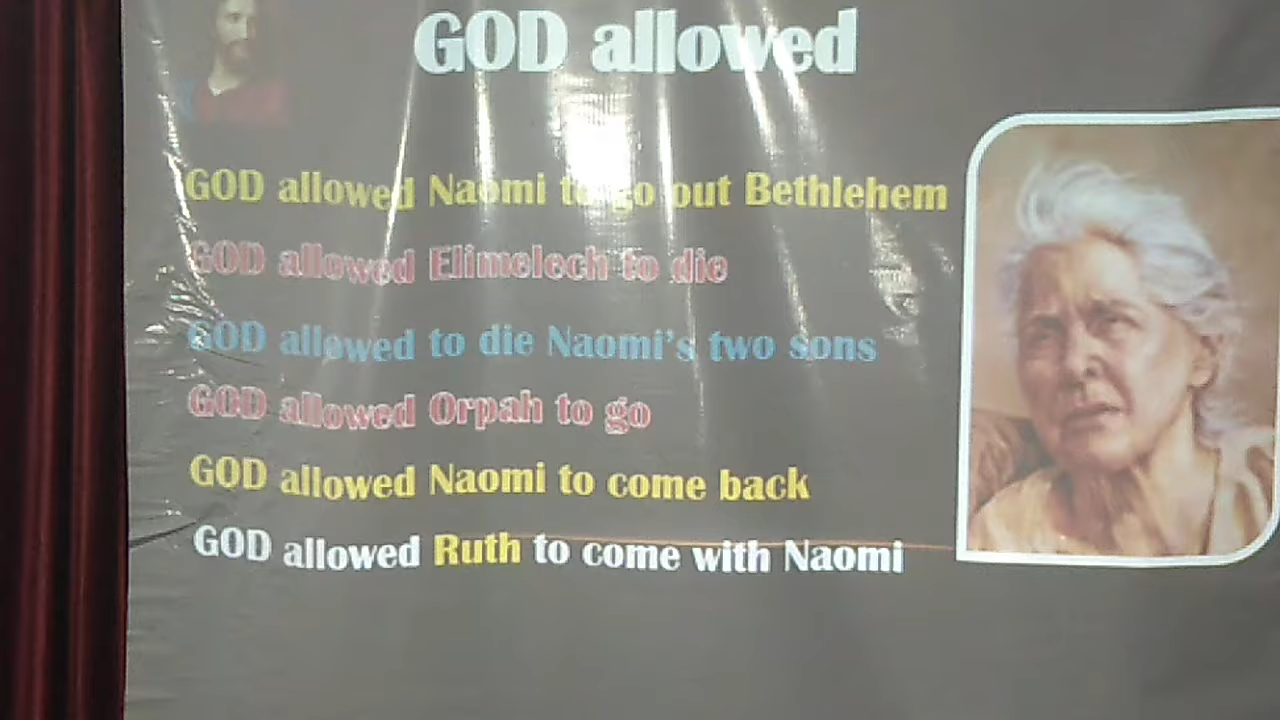 GOD allowed
GOD allowed Naomi to go out Bethlehem
GOD allowed Elimelech to die
GOD allowed to die Naomi's two sons
GOD allowed Orpah to go
GOD allowed Naomi to come back
GOD allowed Ruth to come with Naomi